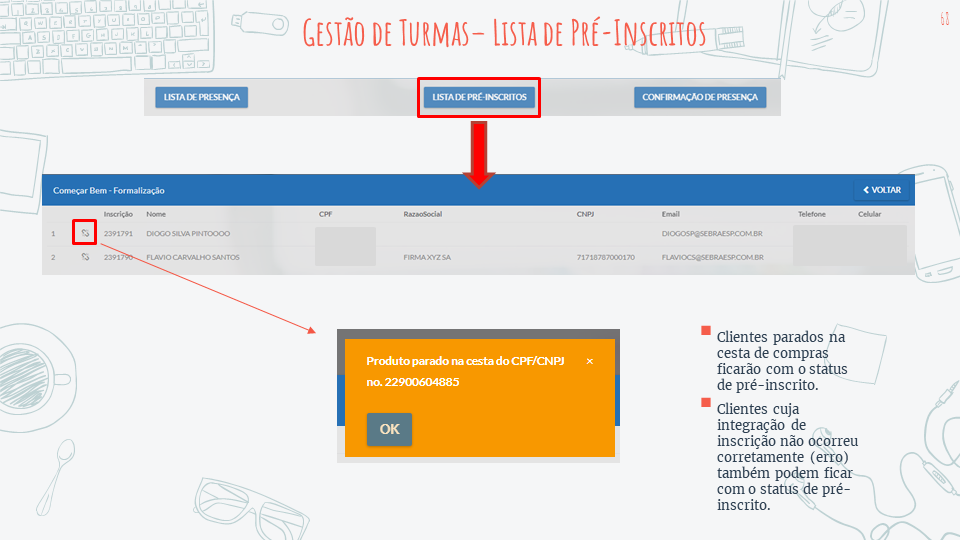 Gestão de Turmas– Lista de Pré-Inscritos
68
LISTA DE PRESENÇA
LISTA DE PRÉ-INSCRITOS
CONFIRMAÇÃO DE PRESENÇA
Começar Bem - Formalização
VOLTAR
Inscrição Nome CPF RazaoSocial CNPJ Email Telefone Celular
1 2391791 DIOGO SILVA PINTOOOO DIOGOSP@SEBRAESP.COM.BR
2 2391790 FLAVIO CARVALHO SANTOS FIRMA XYZ SA 71718787000170 FLAVIOCS@SEBRAESP.COM.BR
Produto parado na cesta do CPF/CNPJ ×
no. 22900604885
OK
Clientes parados na
cesta de compras
ficarão com o status
de pré-inscrito.
Clientes cuja
integração de
inscrição não ocorreu
corretamente (erro)
também podem ficar
com o status de pré-
inscrito.